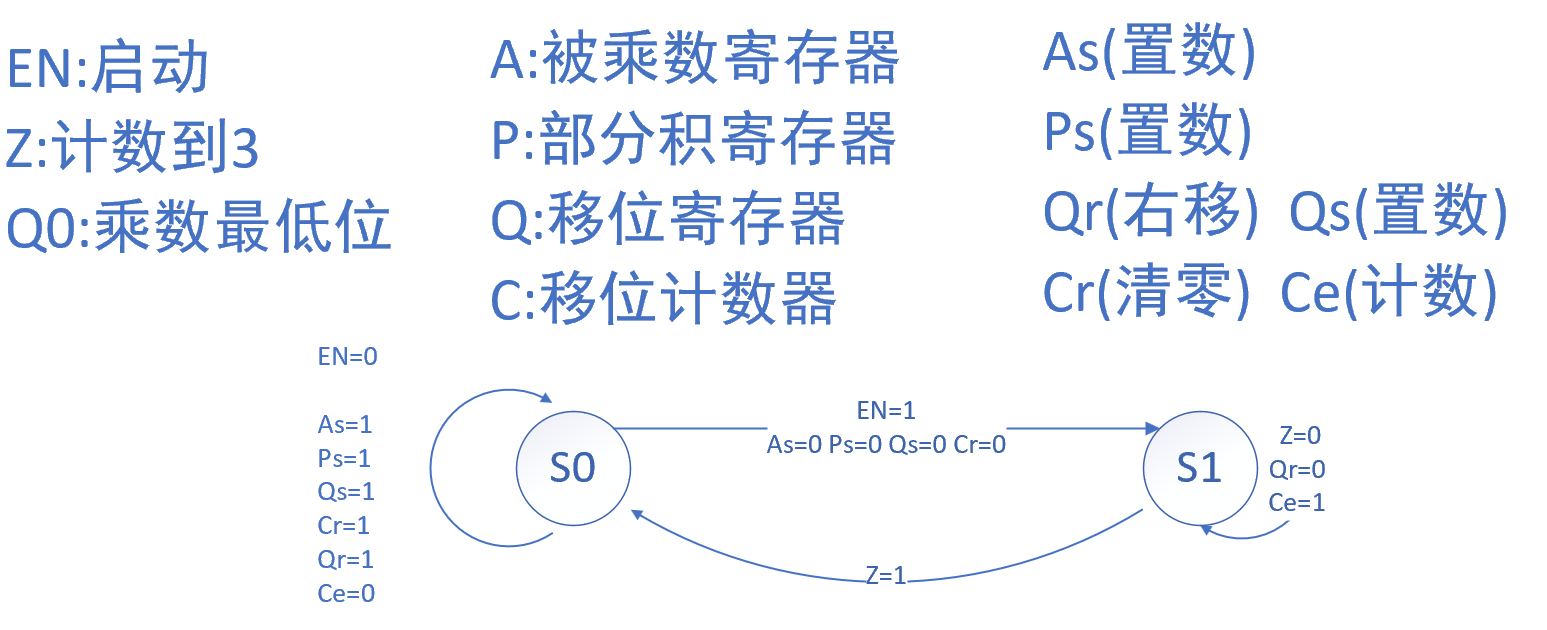 EN:启动
Z:计数到3
Q0:乘数最低位
A:被乘数寄存器
P:部分积寄存器
Q:移位寄存器
C:移位计数器
As(置数)
Ps(置数)
Qr(右移) Qs(置数)
Cr(清零) Ce(计数)
EN=0
As=1
Ps=1
Qs=1
Cr=1
Qr=1
Ce=0
S0
EN=1
As=0 Ps=0 Qs=0 Cr=0
S1
Z=0
Qr=0
Ce=1
Z=1